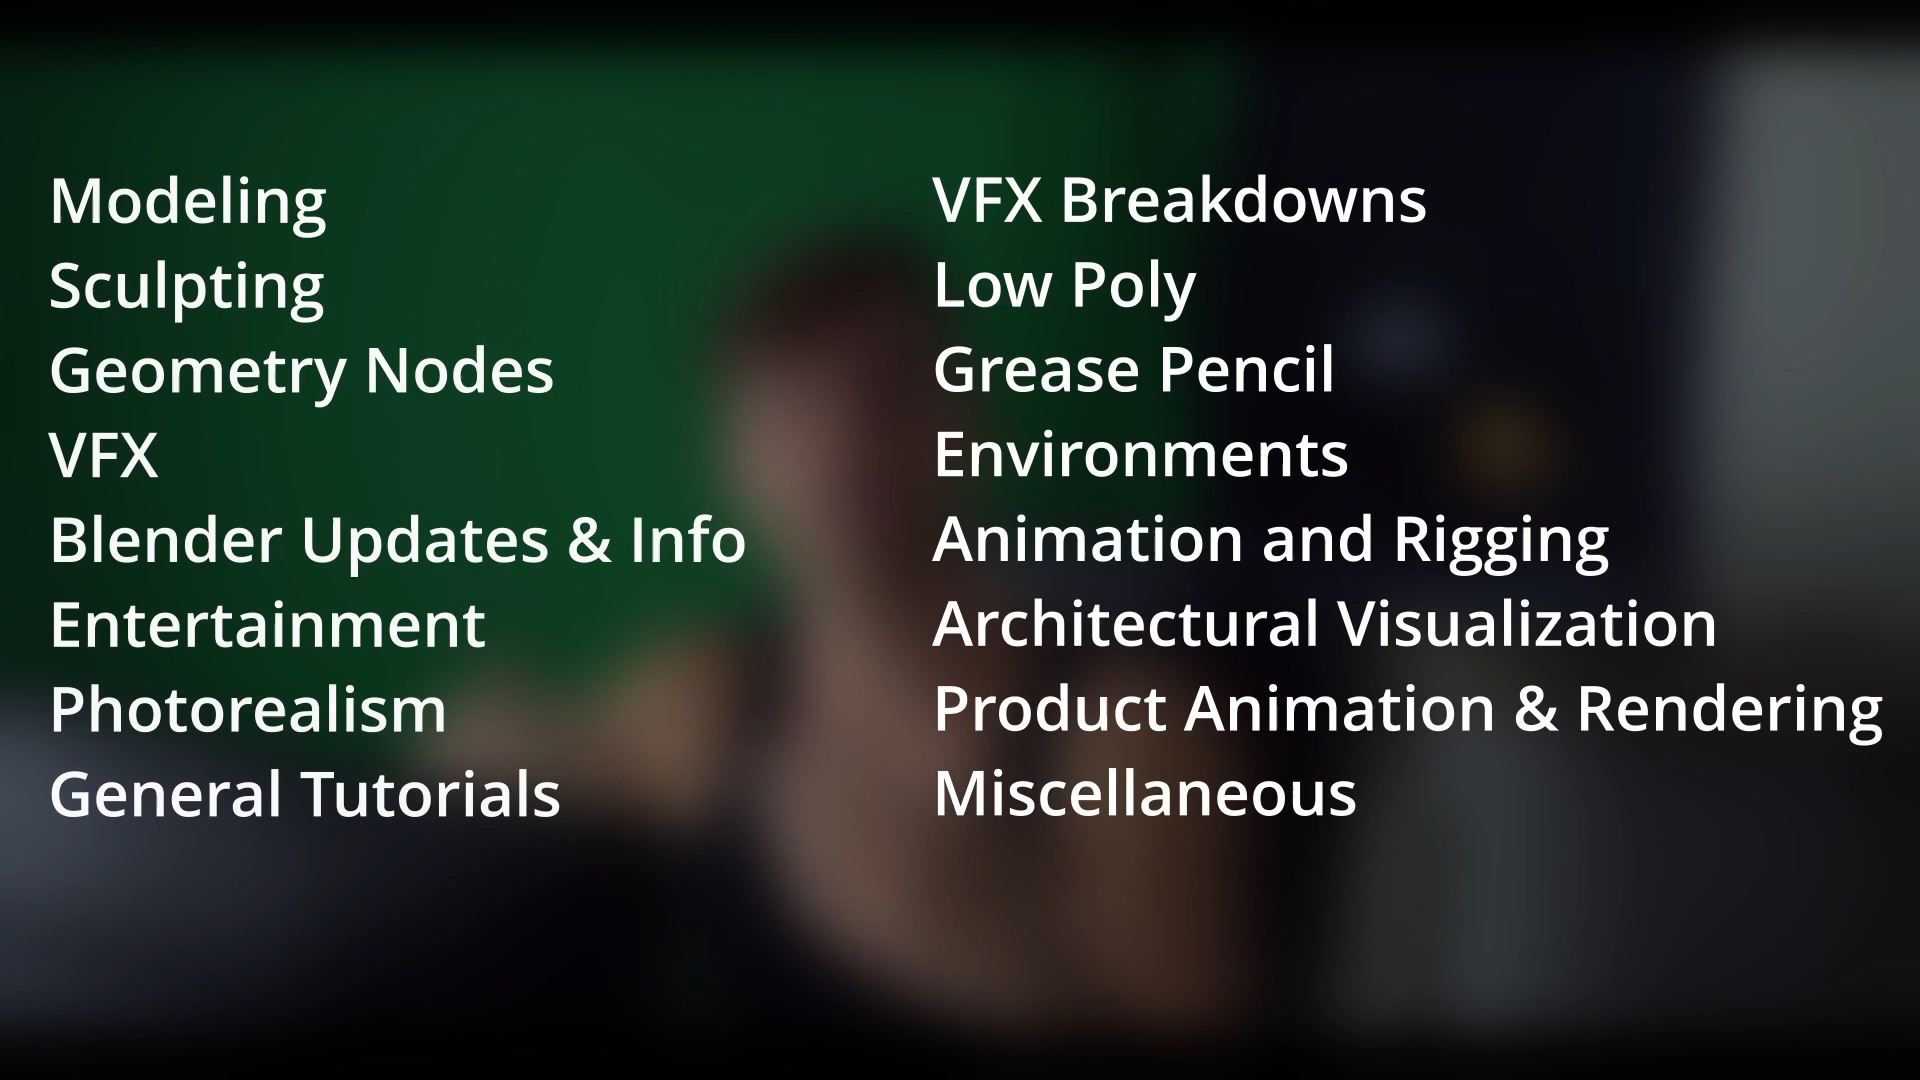 Modeling
Sculpting
Geometry Nodes
VFX
Blender Updates & Info
Entertainment
Photorealism
General Tutorials
VFX Breakdowns
Low Poly
Grease Pencil
Environments
Animation and Rigging
Architectural Visualization
Product Animation & Rendering
Miscellaneous